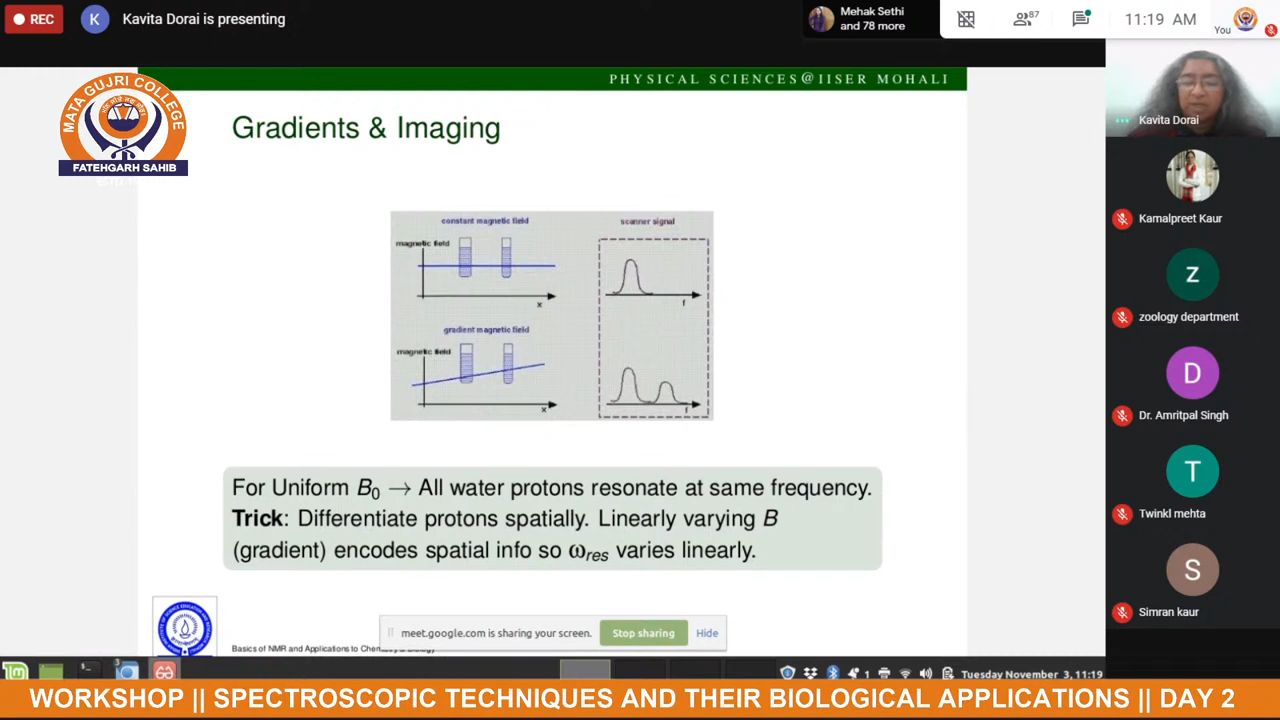 REC
K
Kavita Dorai is presenting
Mehak Sethi
and 78 more
87
11:19 AM
You
PHYSICAL SCIENCES@IISER MOHALI
MATA GUJRI COLLEGE
FATEHGARH SAHIB
Gradients & Imaging
constant magnetic field
scanner signal
magnetic field
x
f
gradient magnetic field
magnetic field
x
f
For Uniform B₀ → All water protons resonate at same frequency.
Trick: Differentiate protons spatially. Linearly varying B
(gradient) encodes spatial info so ωres varies linearly.
meet.google.com is sharing your screen.
Stop sharing
Hide
Basics of NMR and Applications to
Kavita Dorai
Kamalpreet Kaur
z
zoology department
D
Dr. Amritpal Singh
T
Twinkl mehta
S
Simran kaur
3
1
Tuesday November 3, 11:19
WORKSHOP || SPECTROSCOPIC TECHNIQUES AND THEIR BIOLOGICAL APPLICATIONS || DAY 2